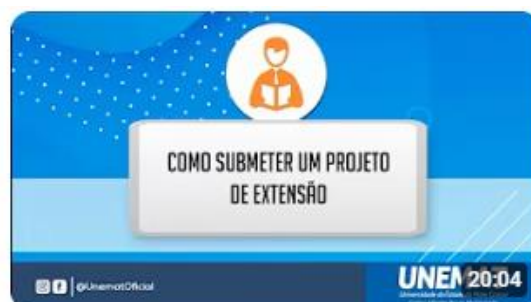 COMO SUBMETER UM PROJETO
DE EXTENSÃO
@UnematOficial
UNEM
20:04